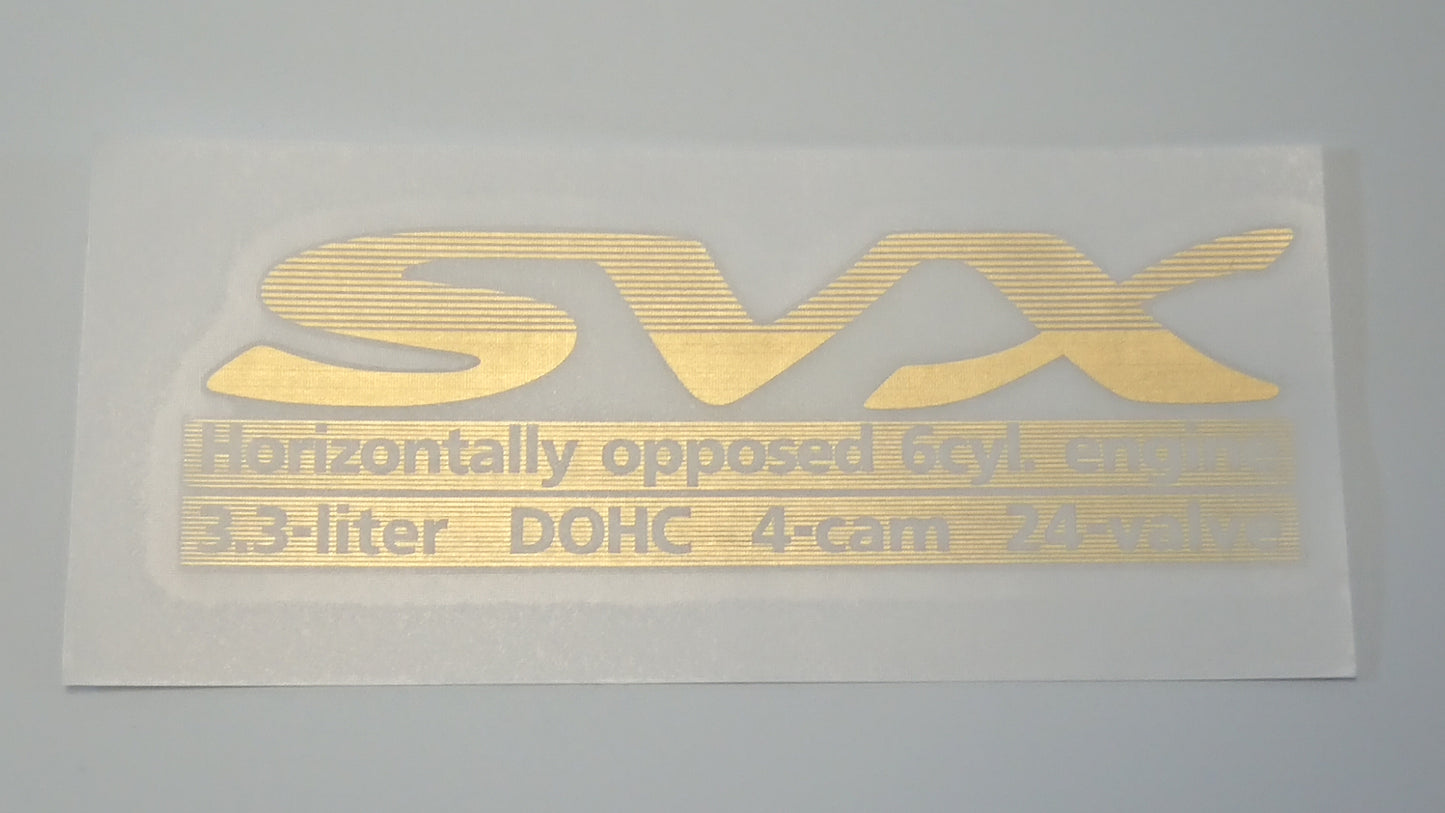 SVX
Horizontally opposed 6cyl. engine
3.3-liter DOHC 4-cam 24-valve